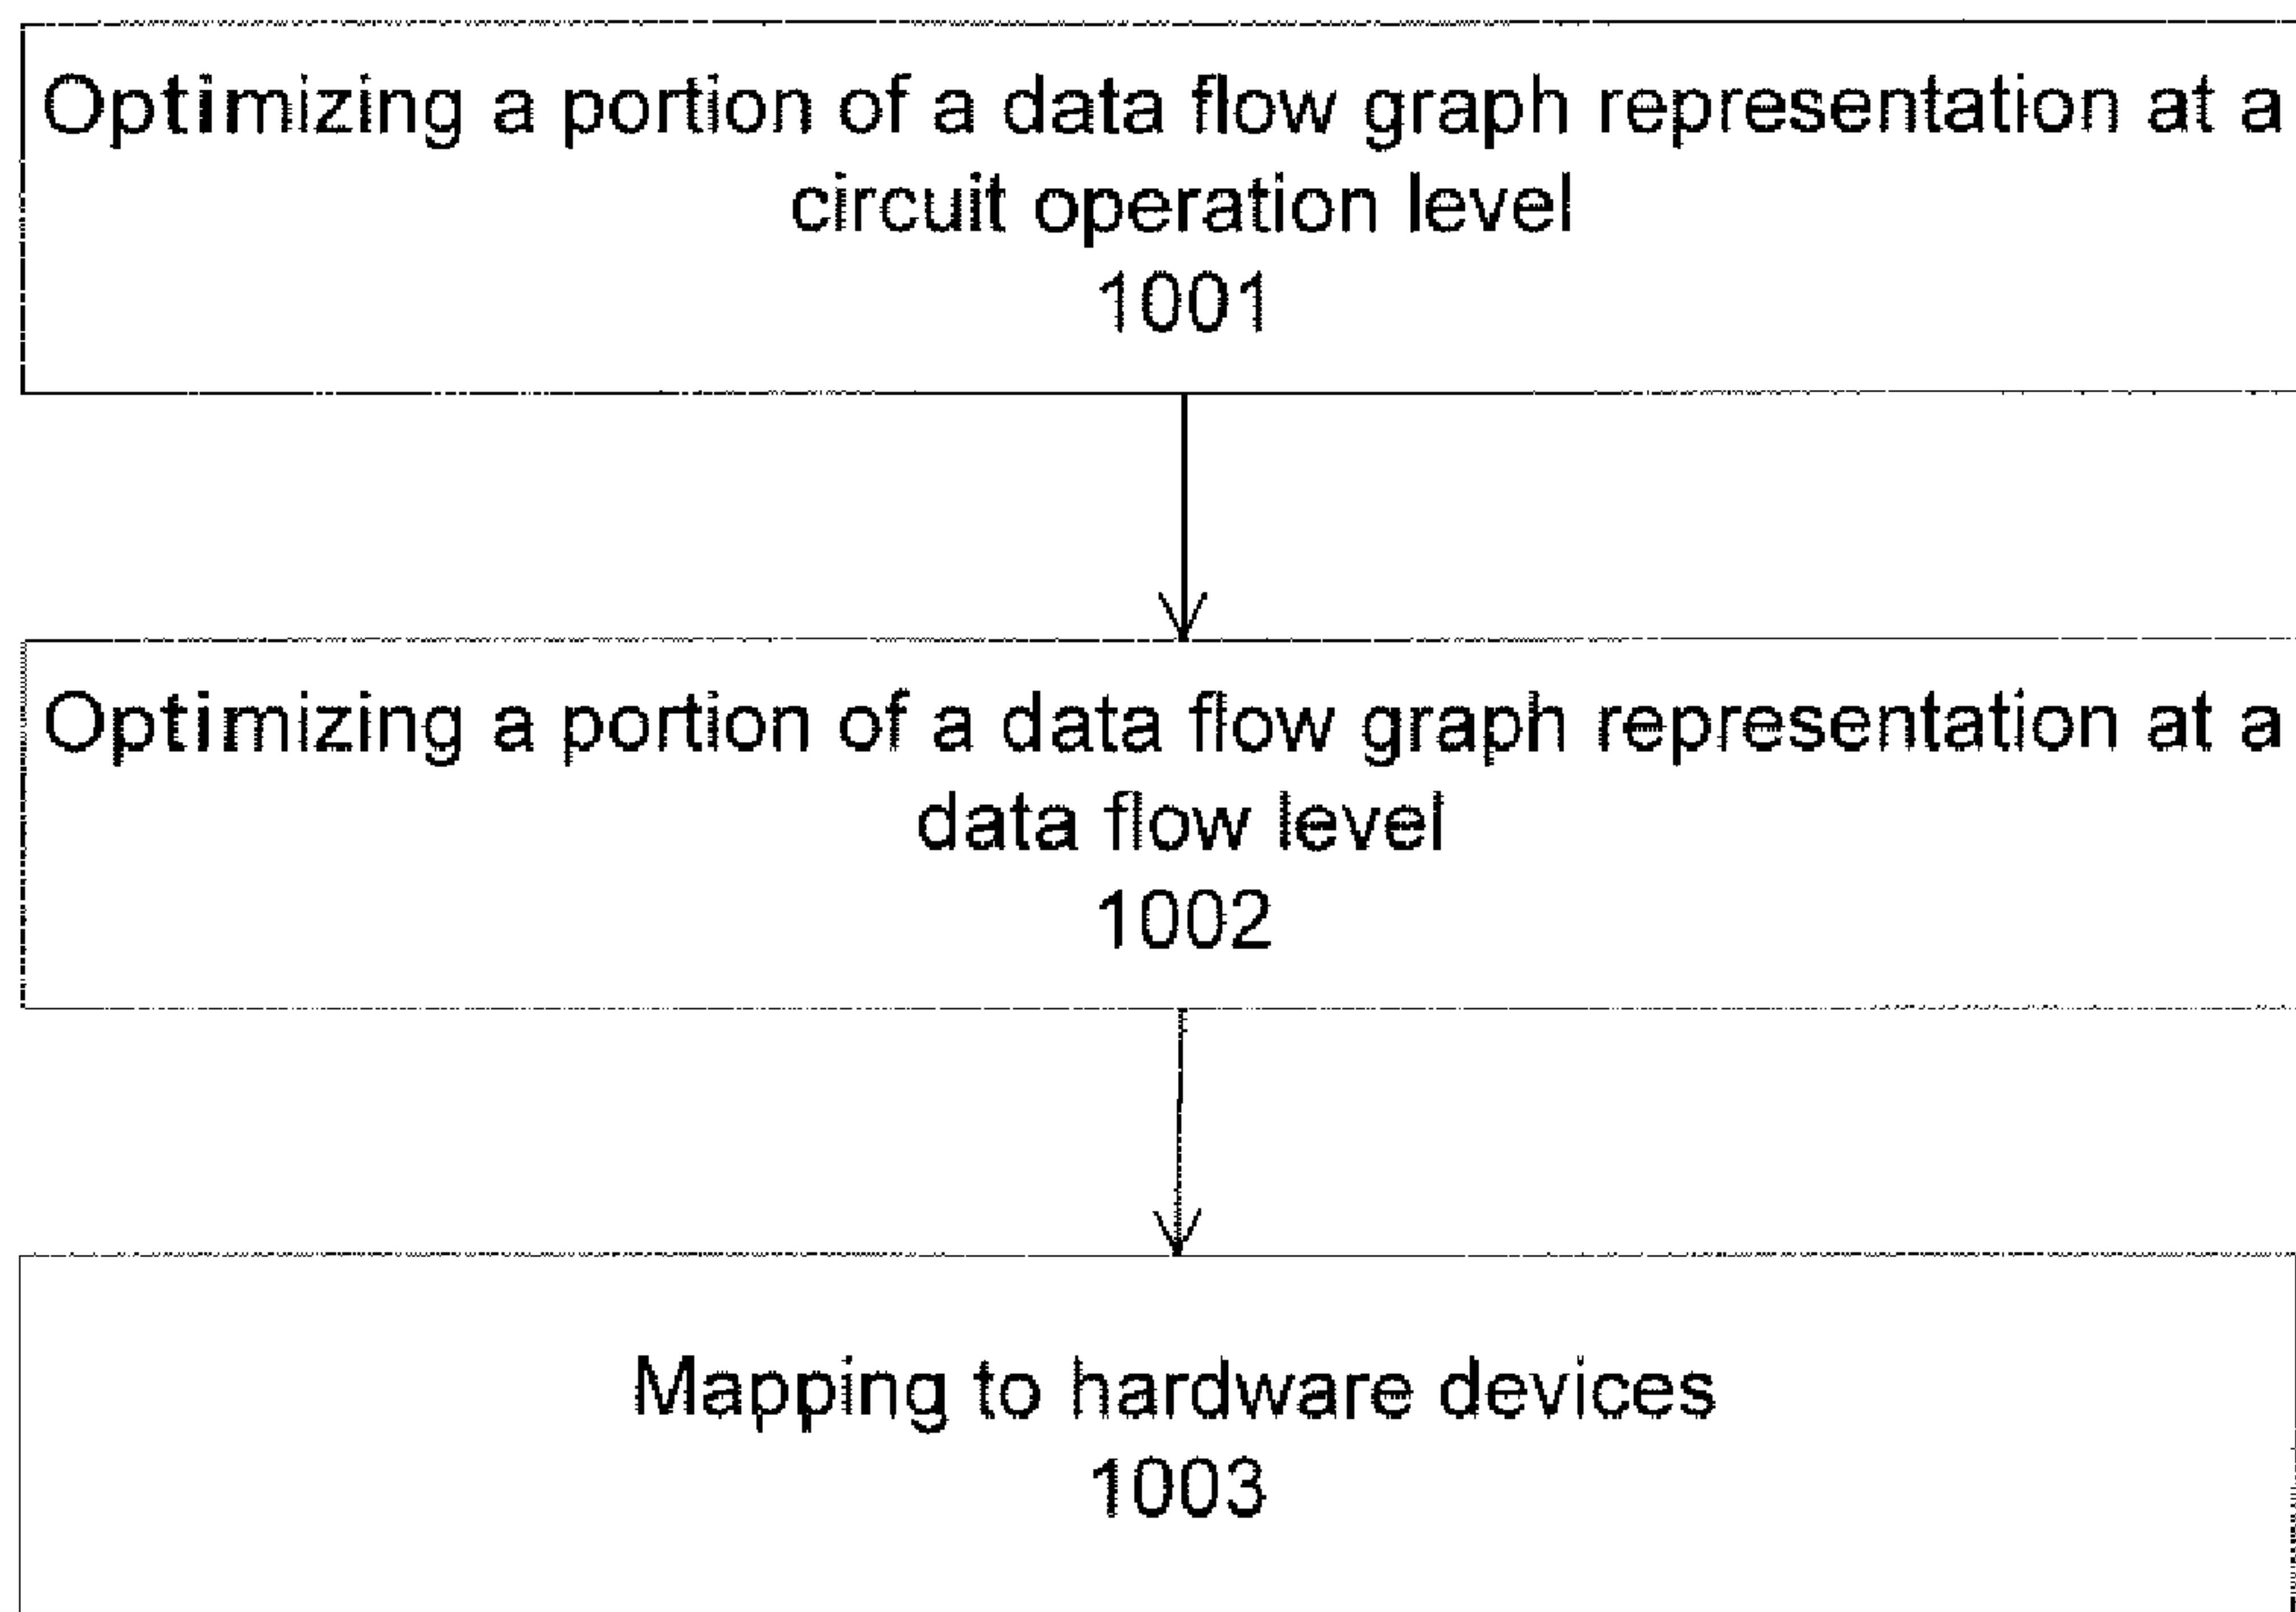 Optimizing a portion of a data flow graph representation at a
circuit operation level
1001
Optimizing a portion of a data flow graph representation at a
data flow level
1002
Mapping to hardware devices
1003